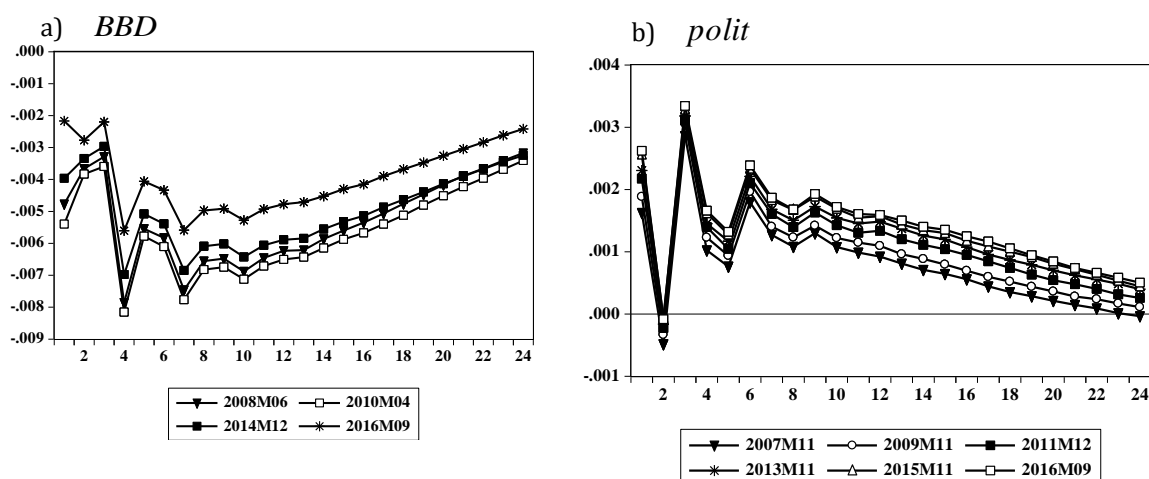 a) BBD
.000
-.001
-.002
-.003
-.004
-.005
-.006
-.007
-.008
-.009
2 4 6 8 10 12 14 16 18 20 22 24
2008M06 2010M04
2014M12 2016M09
b) polit
.004
.003
.002
.001
.000
-.001
2 4 6 8 10 12 14 16 18 20 22 24
2007M11 2009M11 2011M12
2013M11 2015M11 2016M09